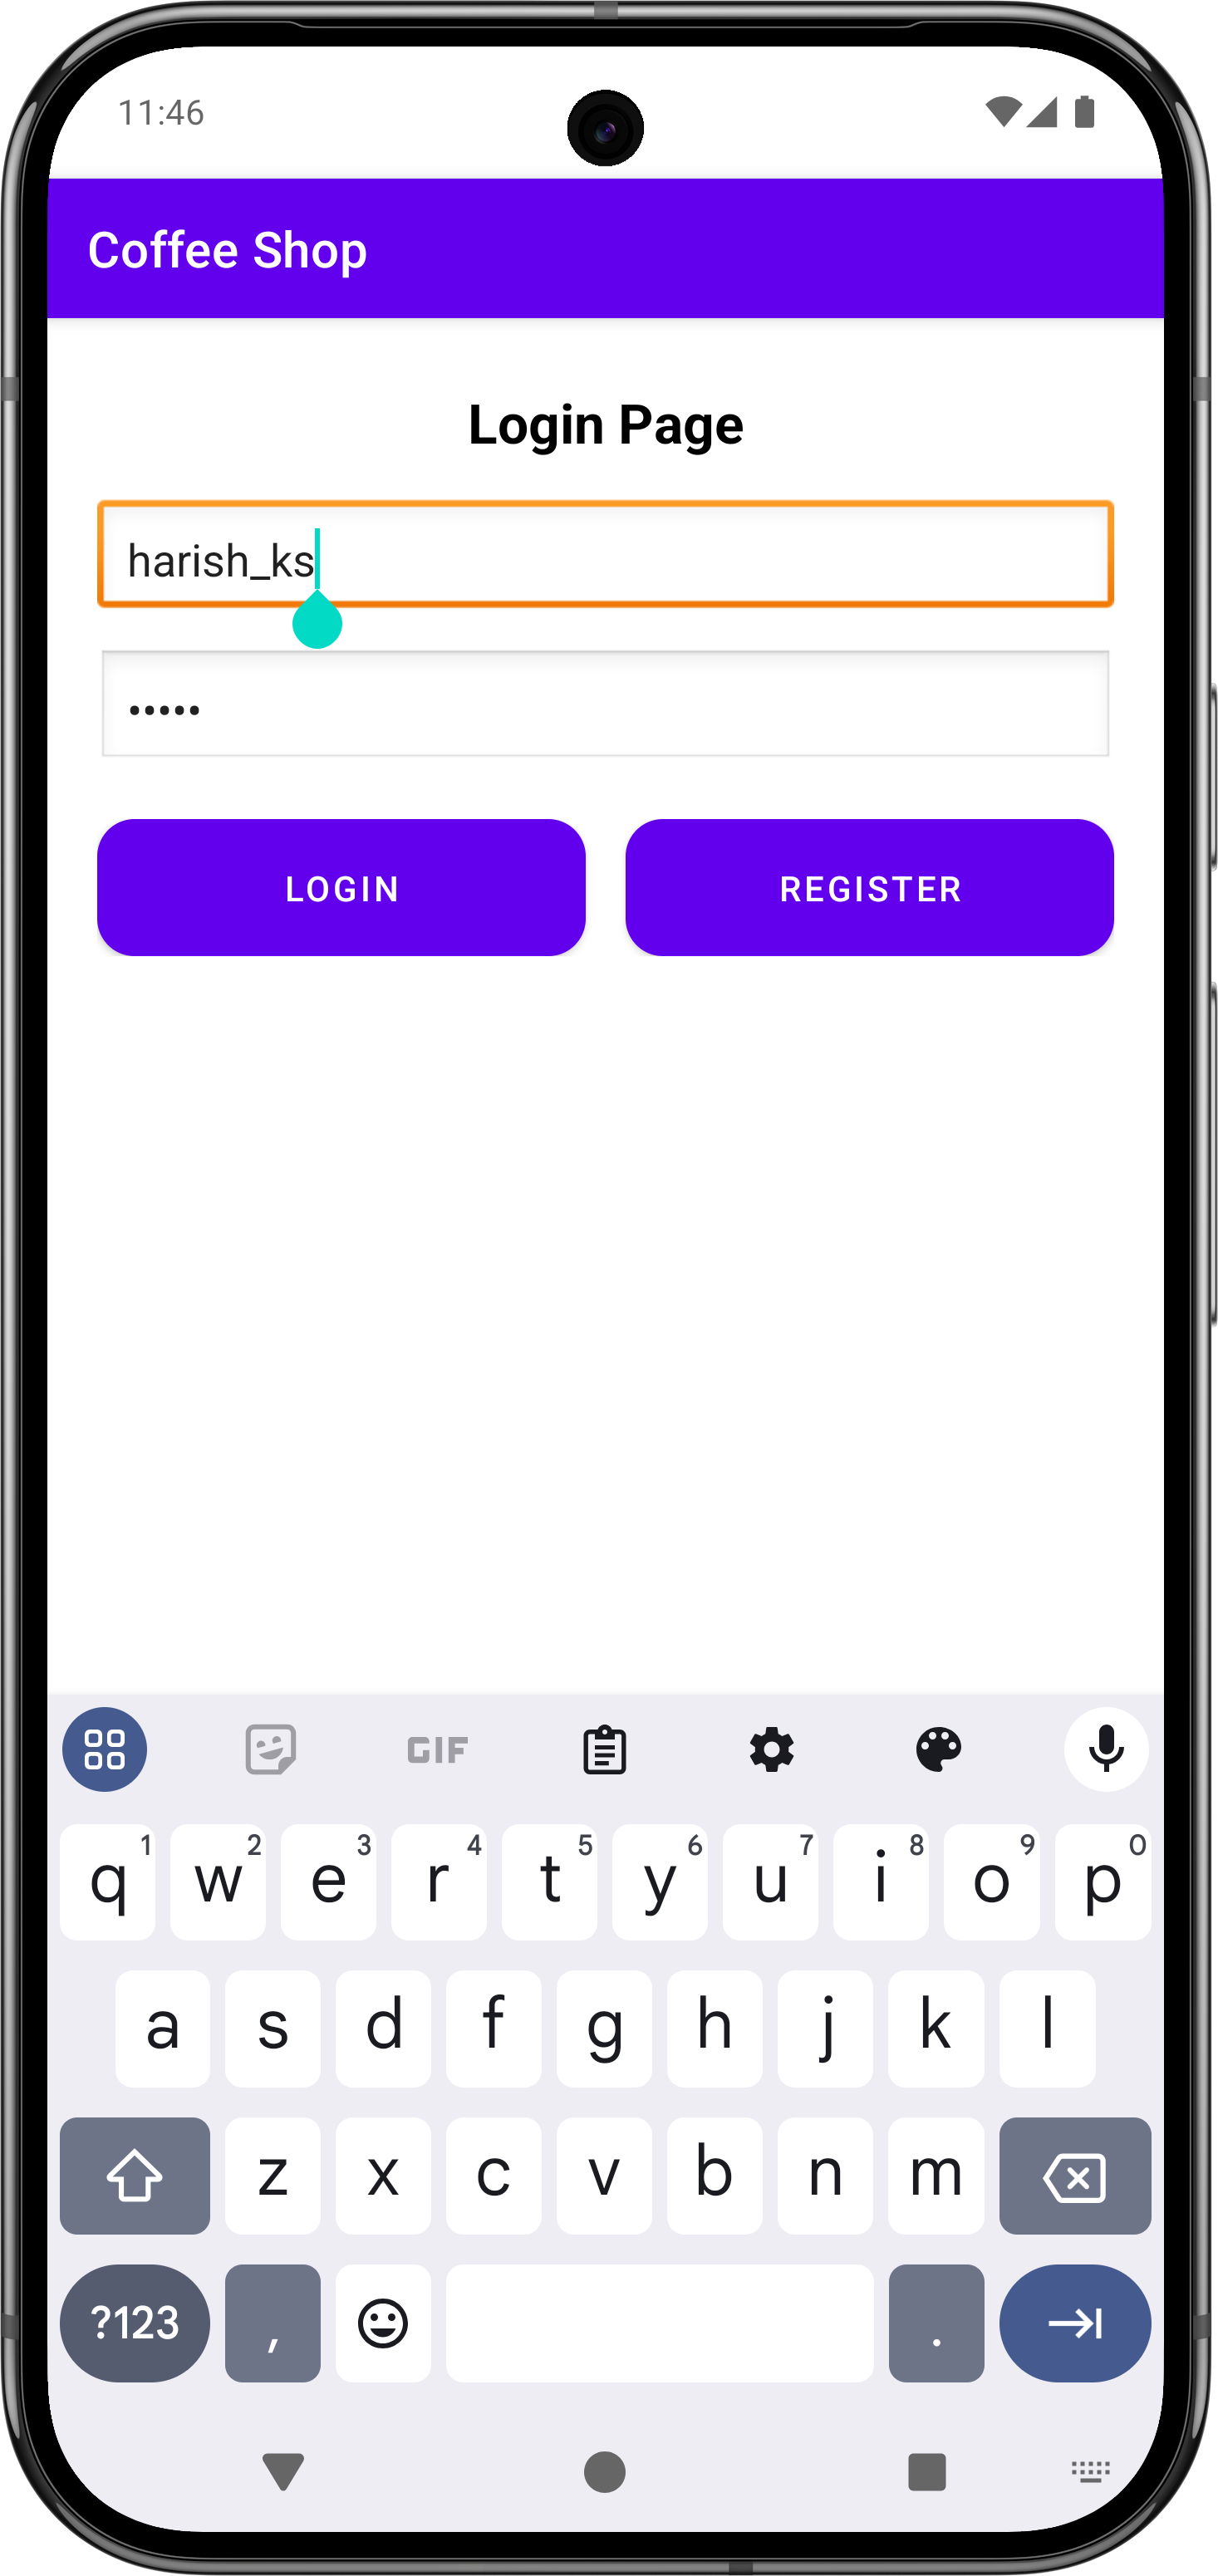 11:46
Coffee Shop
Login Page
harish_ks
•••••
LOGIN REGISTER
GIF
q 1 w 2 e 3 r 4 t 5 y 6 u 7 i 8 o 9 p 0
a s d f g h j k l
z x c v b n m
?123 , .